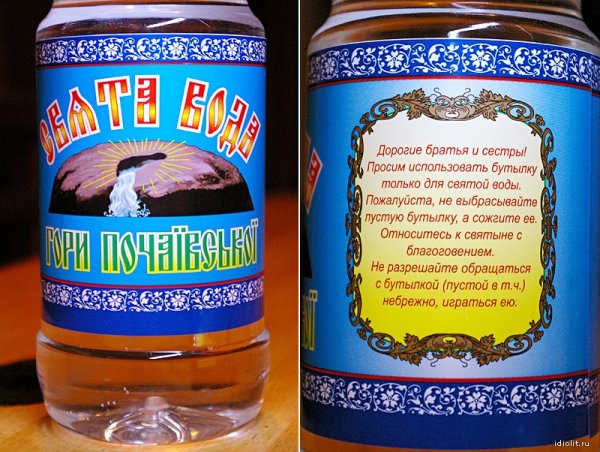 СВЯТА ВОДА
ГОРИ ПОЧАЇВСЬКОЇ
Дорогие братья и сестры!
Просим использовать бутылку
только для святой воды.
Пожалуйста, не выбрасывайте
пустую бутылку, а сожгите ее.
Относитесь к святыне с
благоговением.
Не разрешайте обращаться
с бутылкой (пустой в т.ч.)
небрежно, играться ею.
idiolit.ru